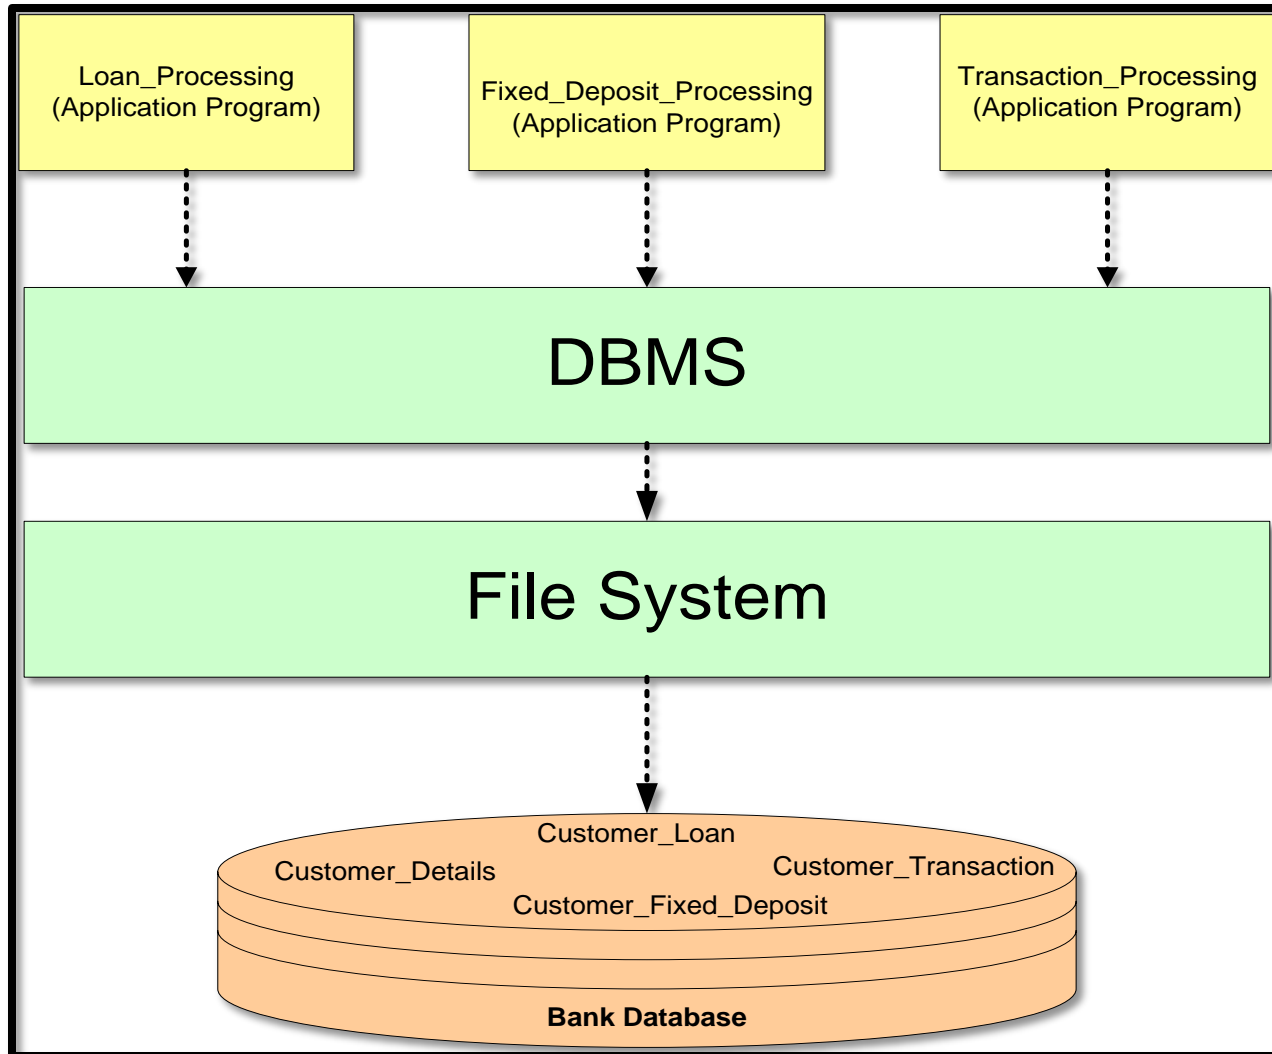 Loan_Processing
(Application Program)
Fixed_Deposit_Processing
(Application Program)
Transaction_Processing
(Application Program)
DBMS
File System
Customer_Loan
Customer_Details
Customer_Transaction
Customer_Fixed_Deposit
Bank Database